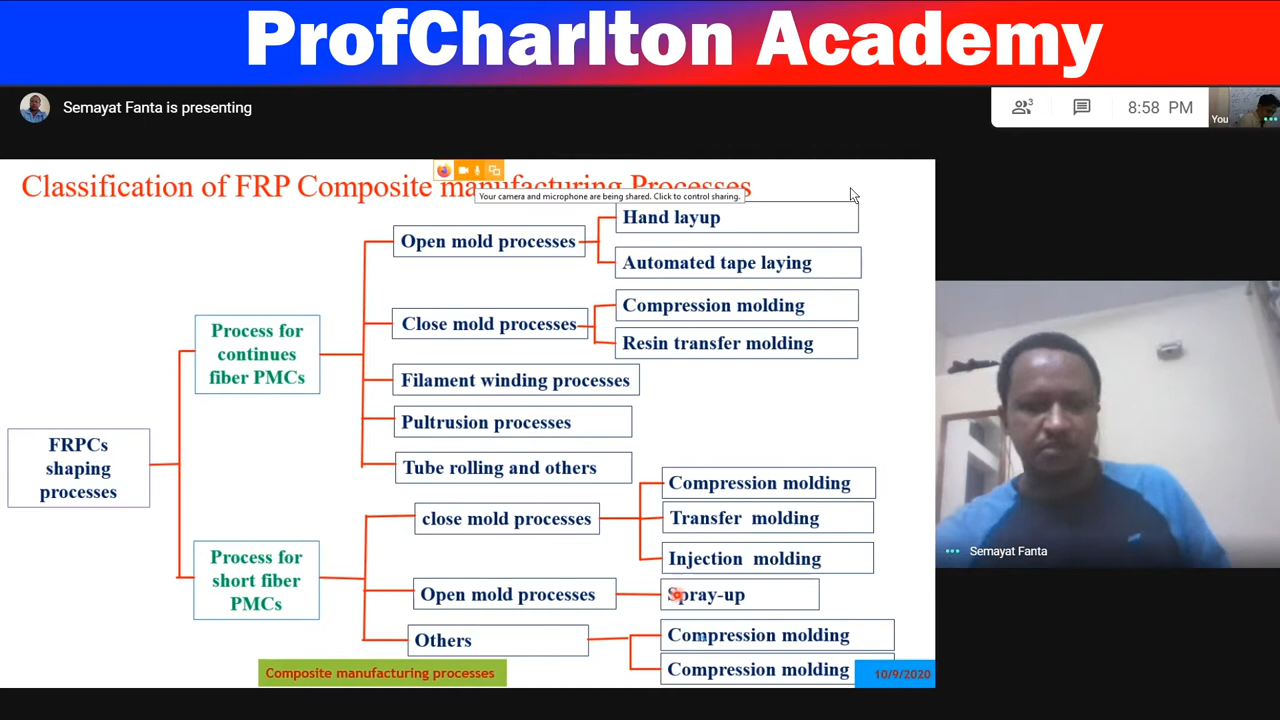 ProfCharlton Academy
Semayat Fanta is presenting
3
8:58 PM
You
Classification of FRP Composite manufacturing Processes
Your camera and microphone are being shared. Click to control sharing.
Hand layup
Open mold processes
Automated tape laying
Compression molding
Close mold processes
Resin transfer molding
Process for
continues
fiber PMCs
Filament winding processes
Pultrusion processes
Tube rolling and others
FRPCs
shaping
processes
Compression molding
close mold processes
Transfer molding
Injection molding
Process for
short fiber
PMCs
Open mold processes
Spray-up
Others
Compression molding
Compression molding
Composite manufacturing processes
10/9/2020
Semayat Fanta